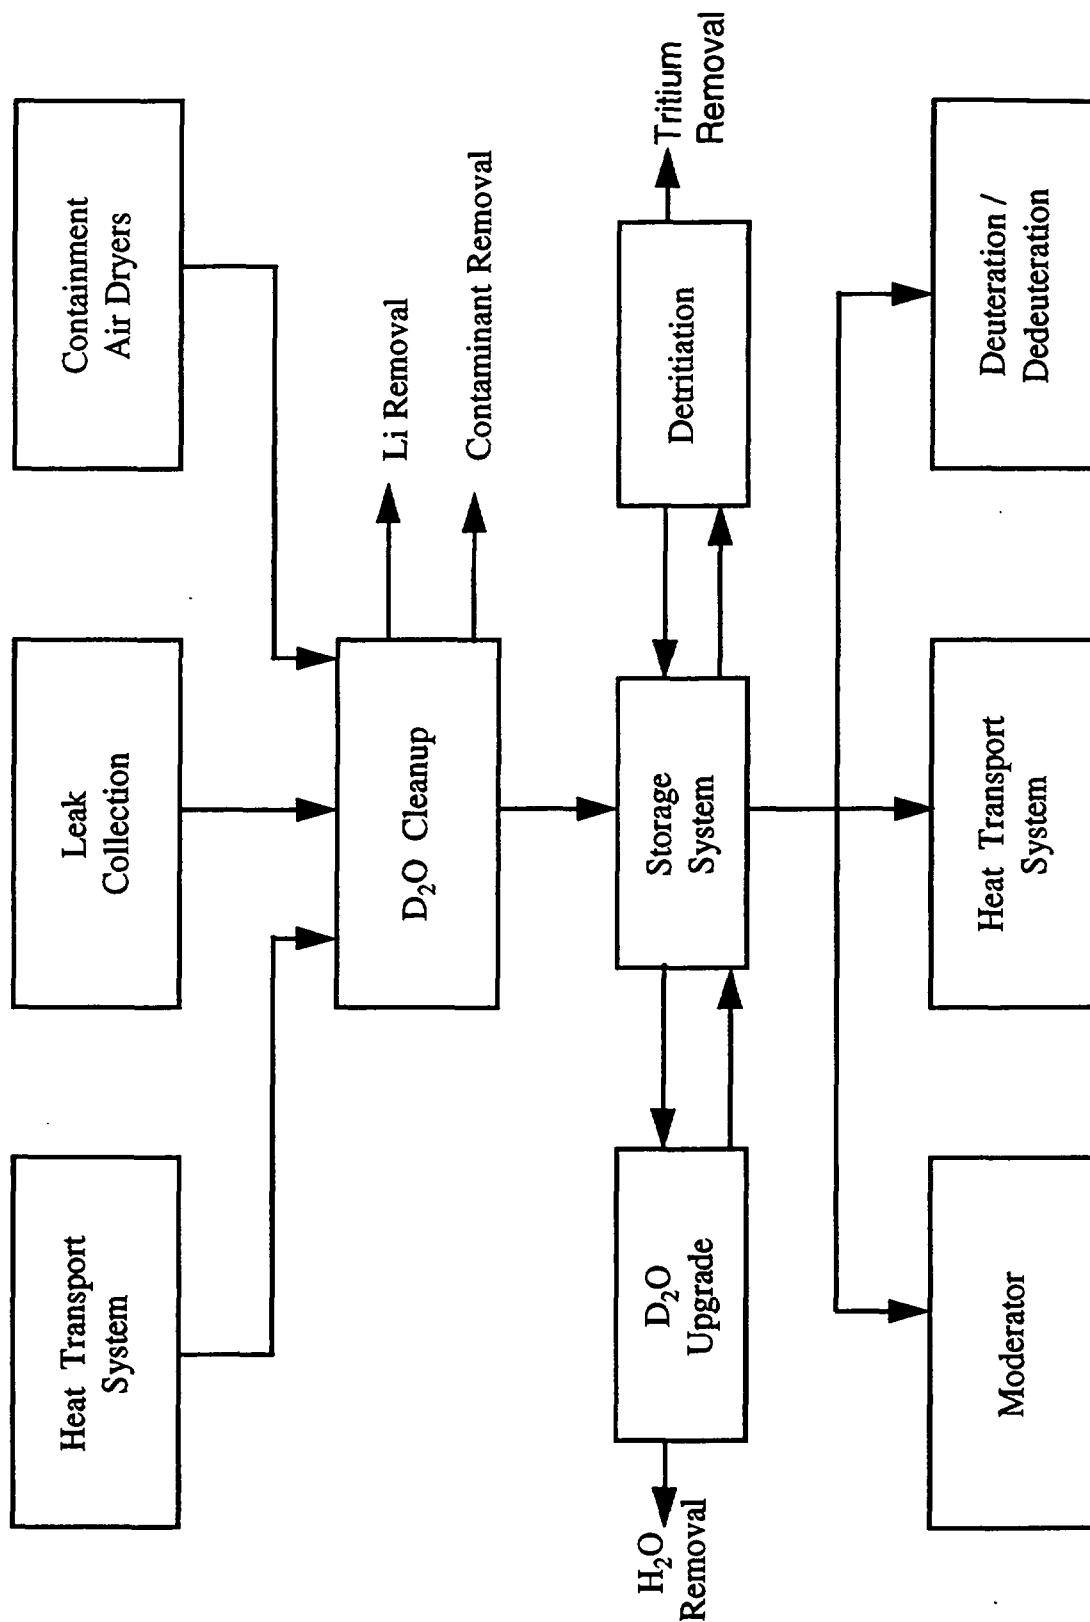 Heat Transport
System
Leak
Collection
Containment
Air Dryers
D₂O Cleanup
Li Removal
Contaminant Removal
H₂O
Removal
D₂O
Upgrade
Storage
System
Detritiation
Tritium
Removal
Moderator
Heat Transport
System
Deuteration /
Dedeuteration